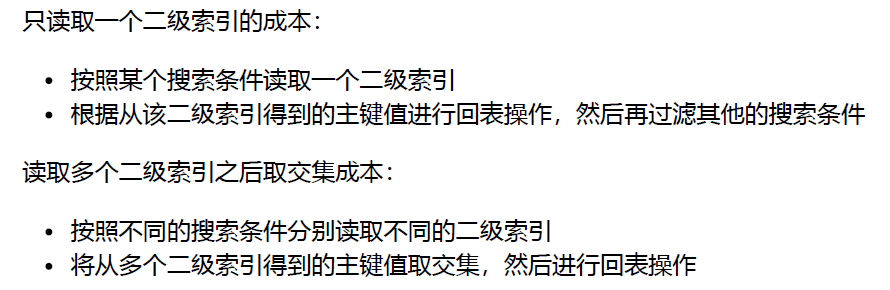 只读取一个二级索引的成本：
• 按照某个搜索条件读取一个二级索引
• 根据从该二级索引得到的主键值进行回表操作，然后再过滤其他的搜索条件
读取多个二级索引之后取交集成本：
• 按照不同的搜索条件分别读取不同的二级索引
• 将从多个二级索引得到的主键值取交集，然后进行回表操作